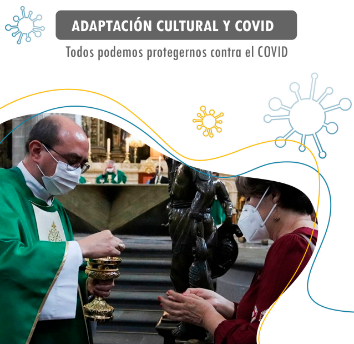 ADAPTACIÓN CULTURAL Y COVID
Todos podemos protegernos contra el COVID